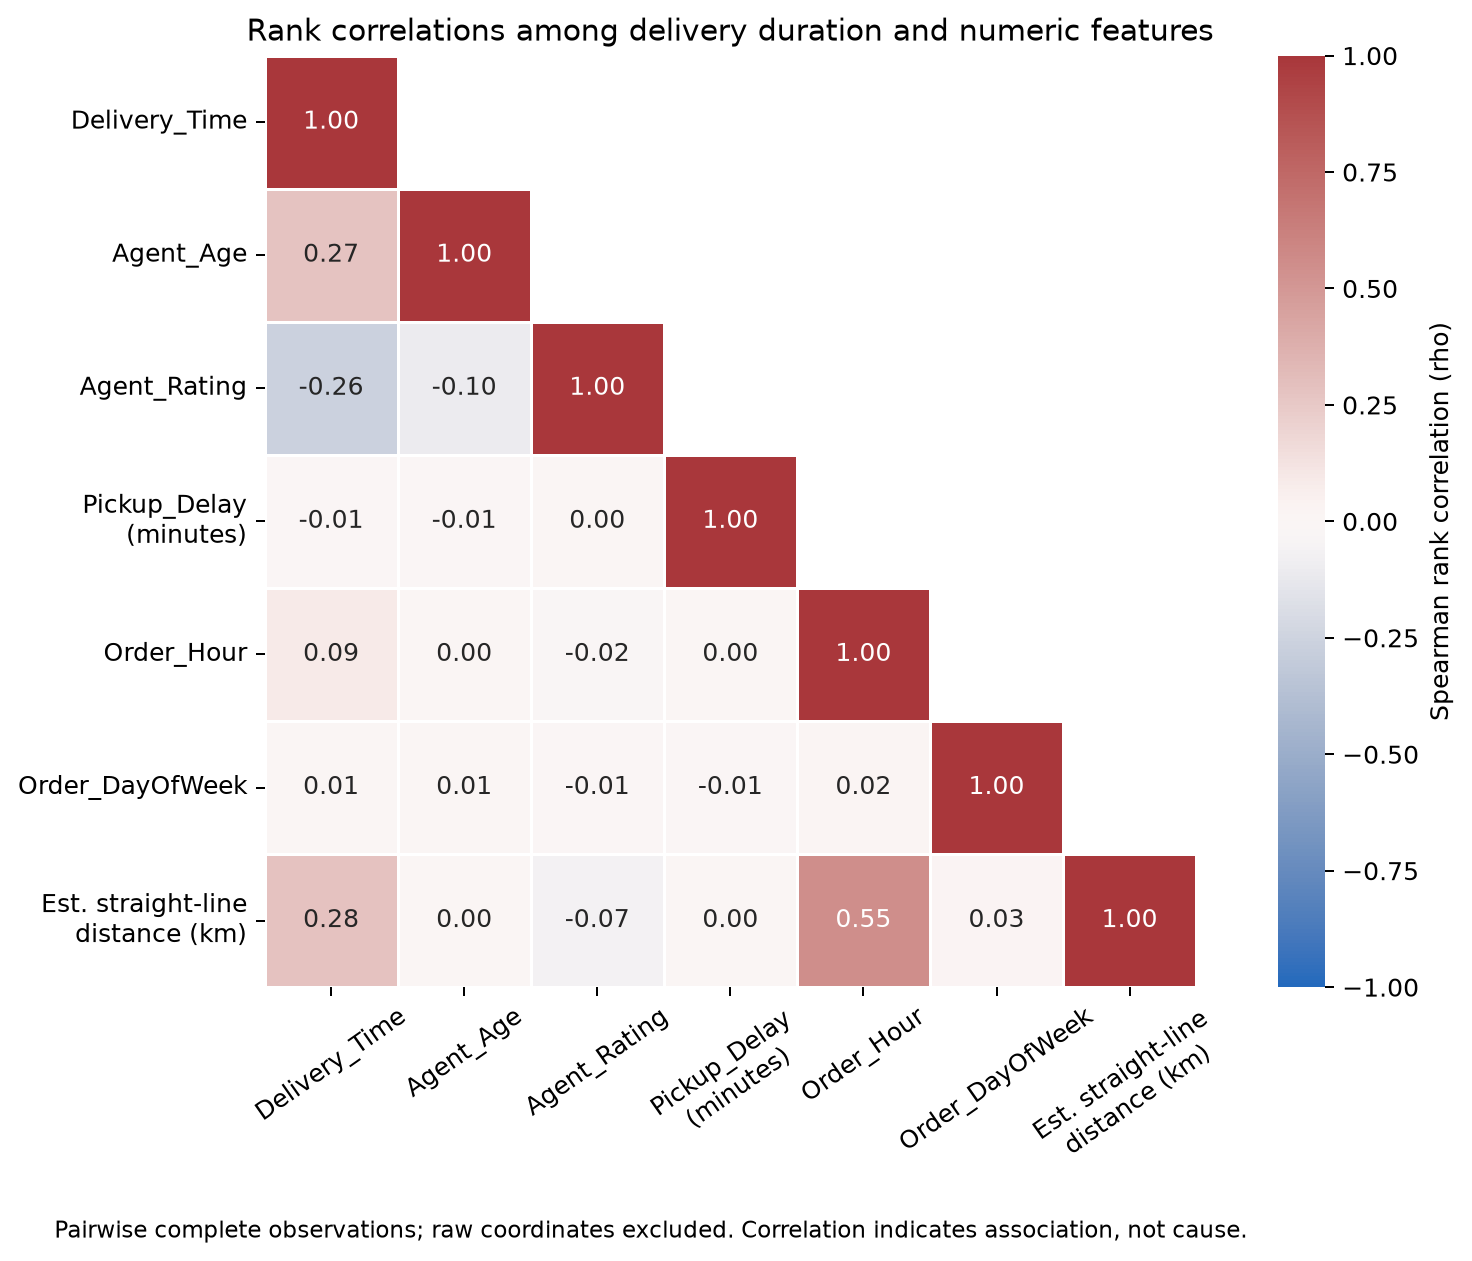 Rank correlations among delivery duration and numeric features
Delivery_Time
1.00
Agent_Age
0.27
1.00
Agent_Rating
-0.26
-0.10
1.00
Pickup_Delay
(minutes)
-0.01
-0.01
0.00
1.00
Order_Hour
0.09
0.00
-0.02
0.00
1.00
Order_DayOfWeek
0.01
0.01
-0.01
-0.01
0.02
1.00
Est. straight-line
distance (km)
0.28
0.00
-0.07
0.00
0.55
0.03
1.00
Delivery_Time
Agent_Age
Agent_Rating
Pickup_Delay
(minutes)
Order_Hour
Order_DayOfWeek
Est. straight-line
distance (km)
1.00
0.75
0.50
0.25
0.00
−0.25
−0.50
−0.75
−1.00
Spearman rank correlation (rho)
Pairwise complete observations; raw coordinates excluded. Correlation indicates association, not cause.